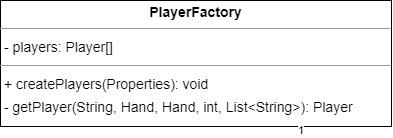 PlayerFactory
- players: Player[]
+ createPlayers(Properties): void
- getPlayer(String, Hand, Hand, int, List<String>): Player
1